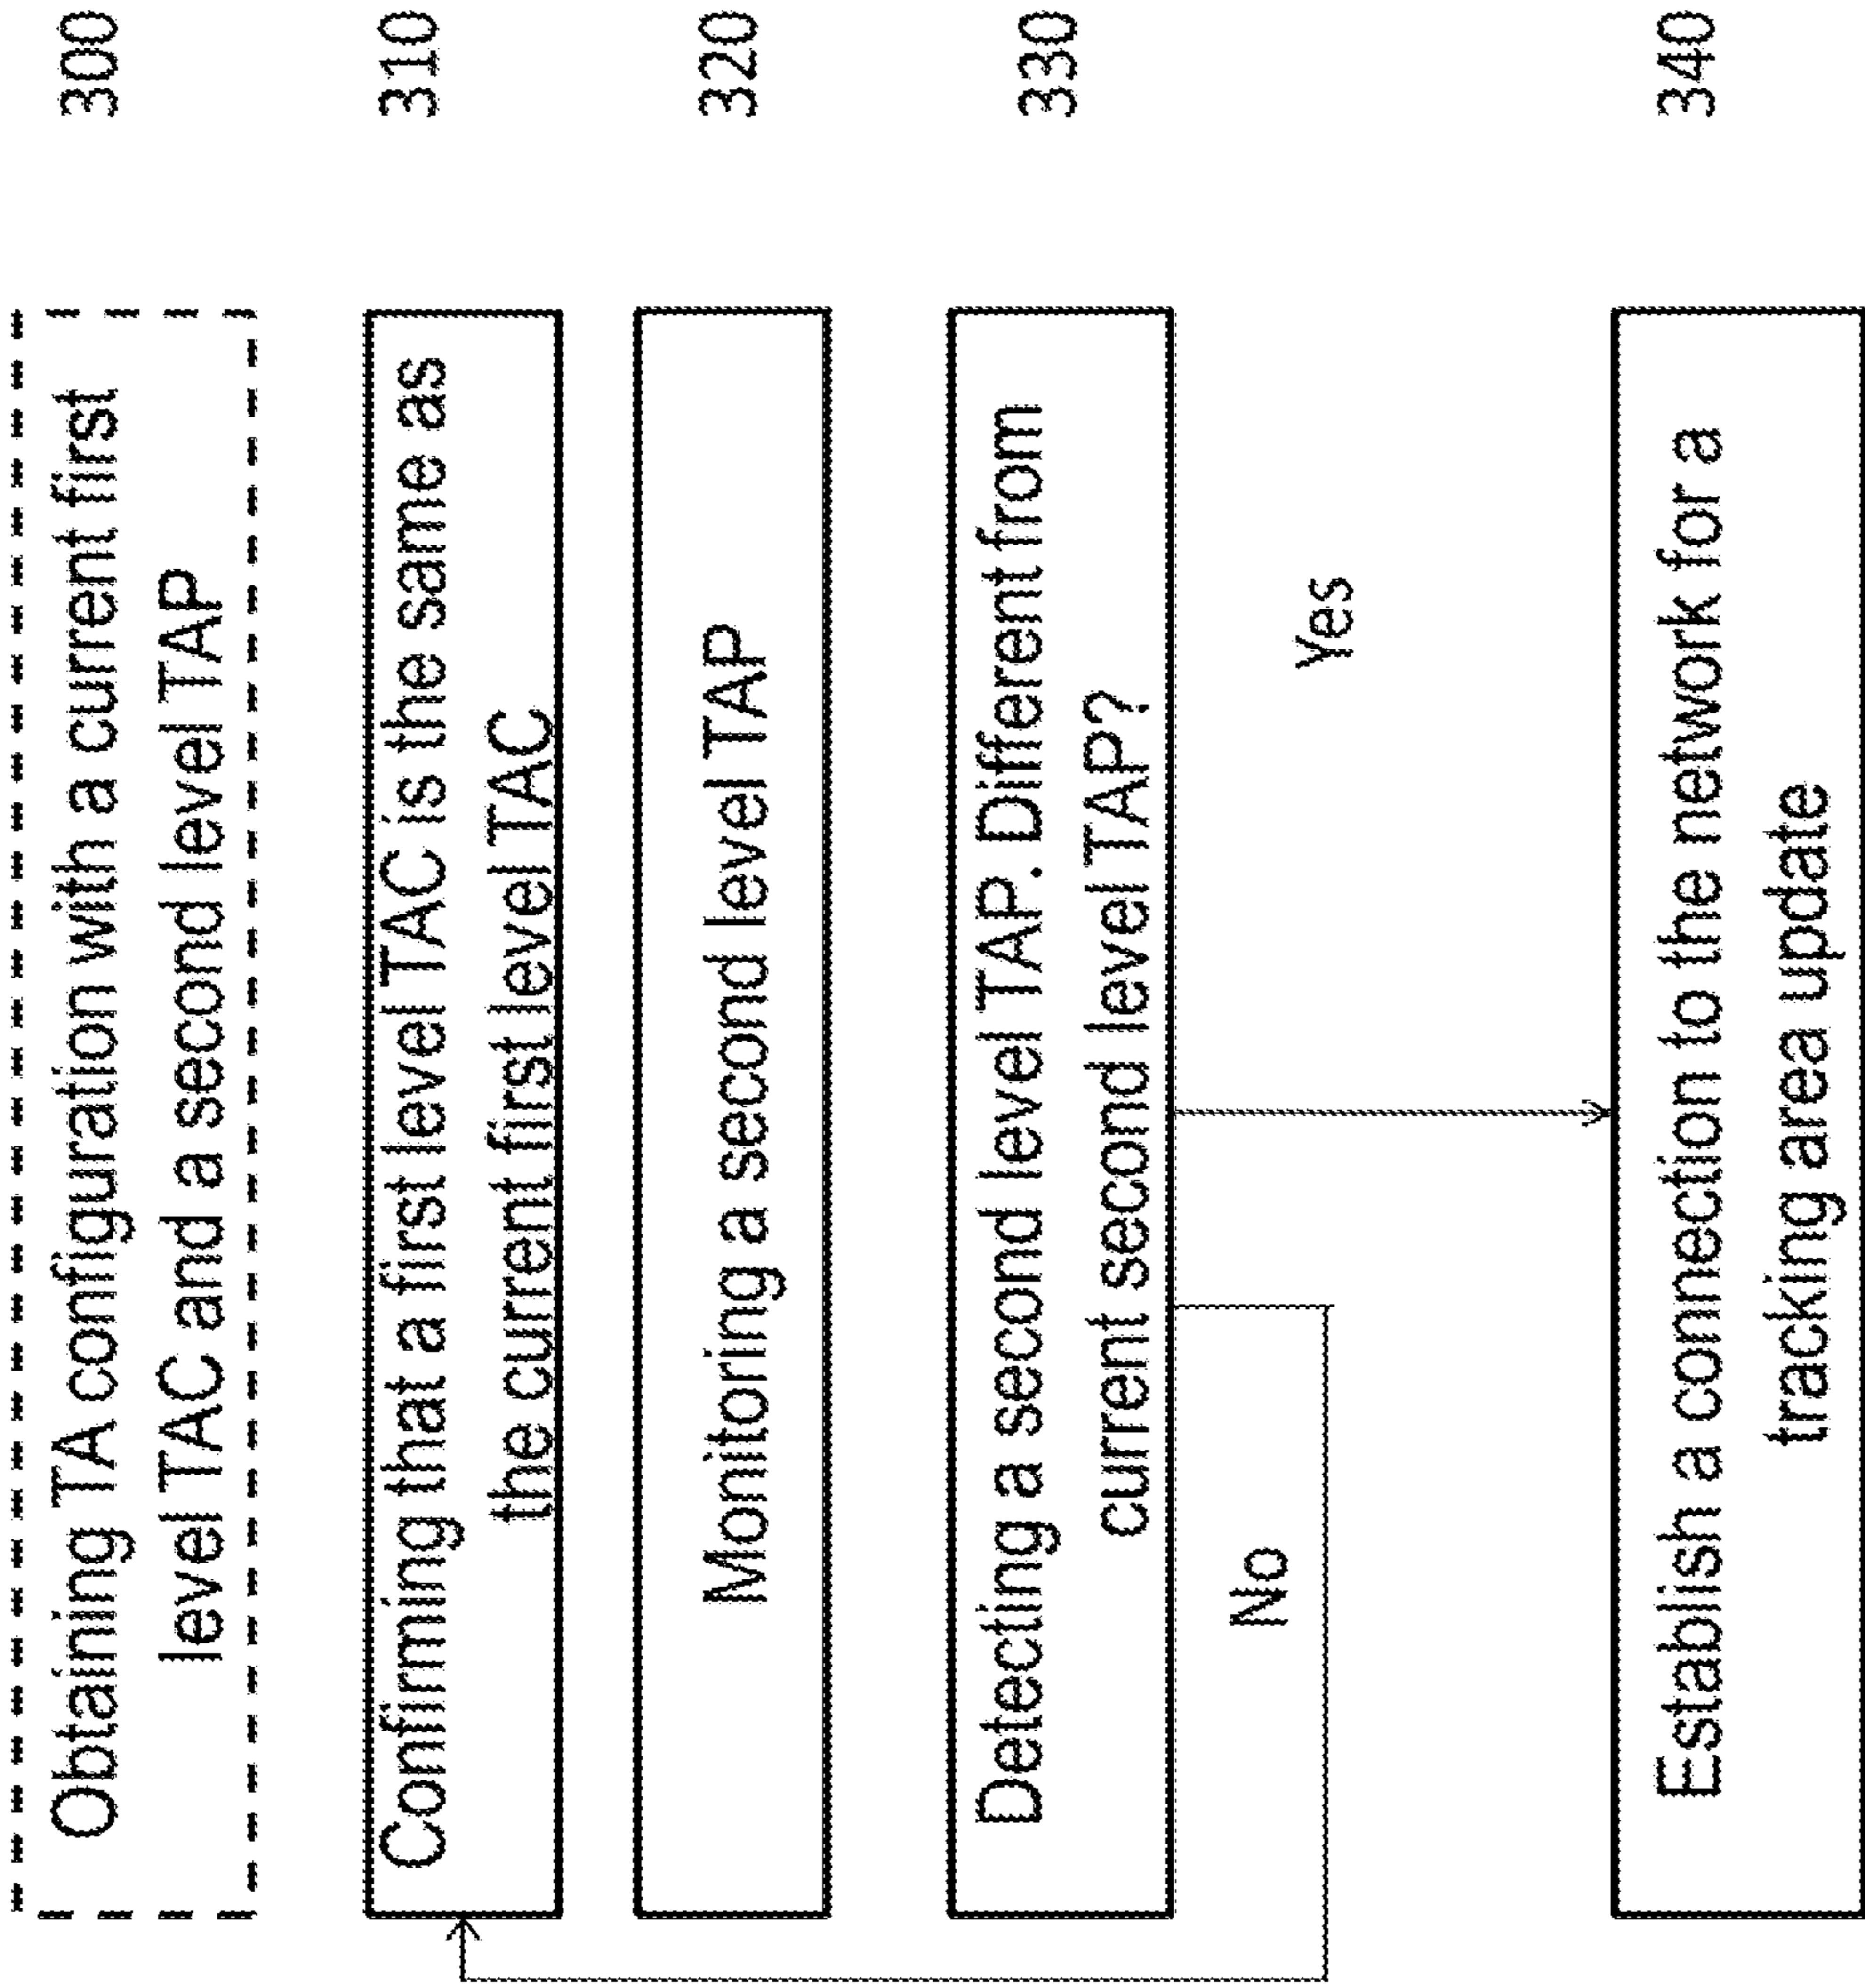 Obtaining TA configuration with a current first
level TAC and a second level TAP
300
Confirming that a first level TAC is the same as
the current first level TAC
310
Monitoring a second level TAP
320
Detecting a second level TAP. Different from
current second level TAP?
330
No
Yes
Establish a connection to the network for a
tracking area update
340